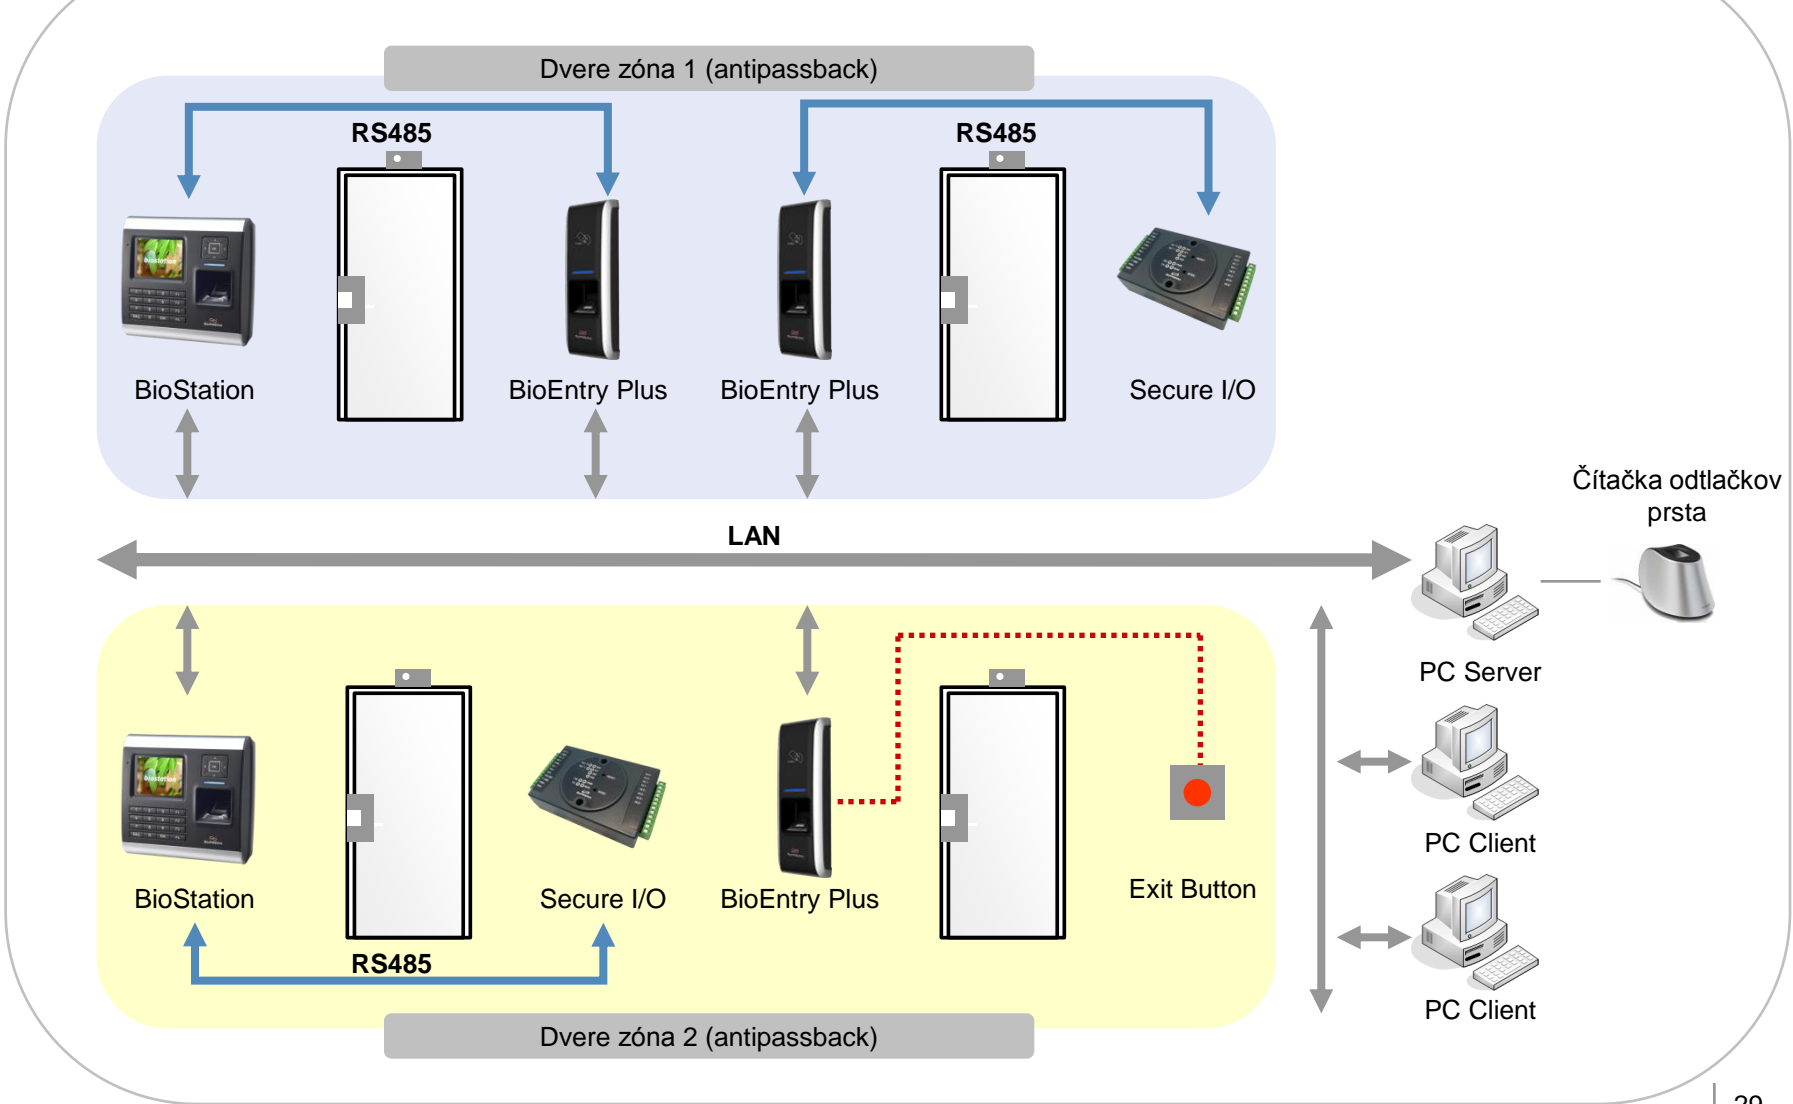 Dvere zóna 1 (antipassback)
RS485
RS485
BioStation
BioEntry Plus
BioEntry Plus
Secure I/O
Čítačka odtlačkov
prsta
LAN
PC Server
PC Client
BioStation
Secure I/O
BioEntry Plus
Exit Button
RS485
PC Client
Dvere zóna 2 (antipassback)